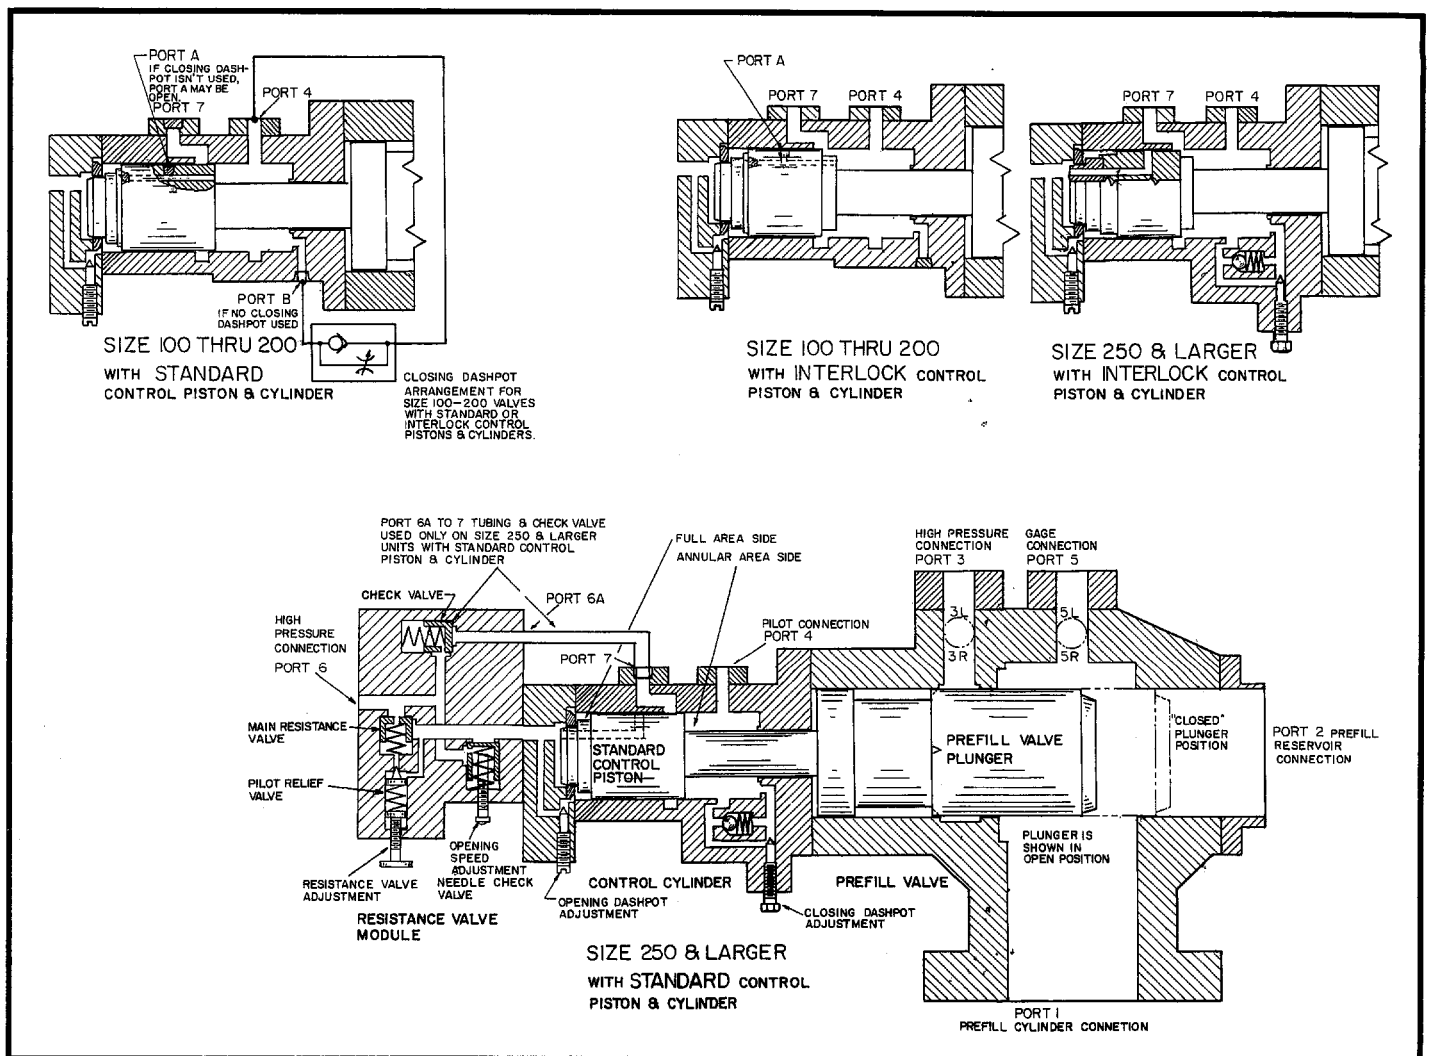 PORT A
IF CLOSING DASH-
POT ISN'T USED,
PORT A MAY BE
OPEN.
PORT 7
PORT 4
PORT B
IF NO CLOSING
DASHPOT USED
SIZE 100 THRU 200
WITH STANDARD
CONTROL PISTON & CYLINDER
CLOSING DASHPOT
ARRANGEMENT FOR
SIZE 100-200 VALVES
WITH STANDARD OR
INTERLOCK CONTROL
PISTONS & CYLINDERS.
PORT A
PORT 7
PORT 4
SIZE 100 THRU 200
WITH INTERLOCK CONTROL
PISTON & CYLINDER
PORT 7
PORT 4
SIZE 250 & LARGER
WITH INTERLOCK CONTROL
PISTON & CYLINDER
PORT 6A TO 7 TUBING & CHECK VALVE
USED ONLY ON SIZE 250 & LARGER
UNITS WITH STANDARD CONTROL
PISTON & CYLINDER
FULL AREA SIDE
ANNULAR AREA SIDE
HIGH PRESSURE
CONNECTION
PORT 3
GAGE
CONNECTION
PORT 5
CHECK VALVE
PORT 6A
HIGH
PRESSURE
CONNECTION
PORT 6
PORT 7
PILOT CONNECTION
PORT 4
3L
3R
5L
5R
MAIN RESISTANCE
VALVE
PILOT RELIEF
VALVE
STANDARD
CONTROL
PISTON
PREFILL VALVE
PLUNGER
"CLOSED"
PLUNGER
POSITION
PORT 2 PREFILL
RESERVOIR
CONNECTION
PLUNGER IS
SHOWN IN
OPEN POSITION
OPENING
SPEED
ADJUSTMENT
NEEDLE CHECK
VALVE
RESISTANCE VALVE
ADJUSTMENT
RESISTANCE VALVE
MODULE
CONTROL CYLINDER
OPENING DASHPOT
ADJUSTMENT
PREFILL VALVE
CLOSING DASHPOT
ADJUSTMENT
SIZE 250 & LARGER
WITH STANDARD CONTROL
PISTON & CYLINDER
PORT 1
PREFILL CYLINDER CONNETION